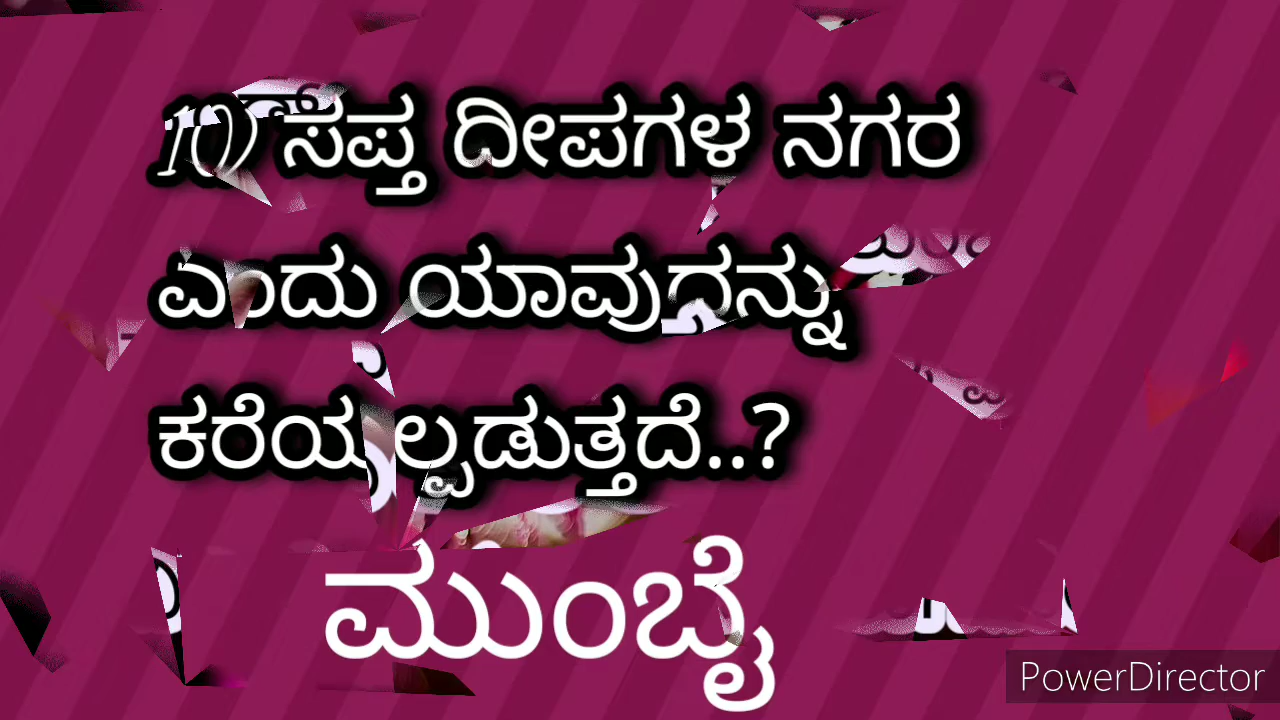 10) ಸಪ್ತ ದೀಪಗಳ ನಗರ
ಎಂದು ಯಾವುದನ್ನು
ಕರೆಯಲ್ಪಡುತ್ತದೆ..?
ಮುಂಬೈ
PowerDirector